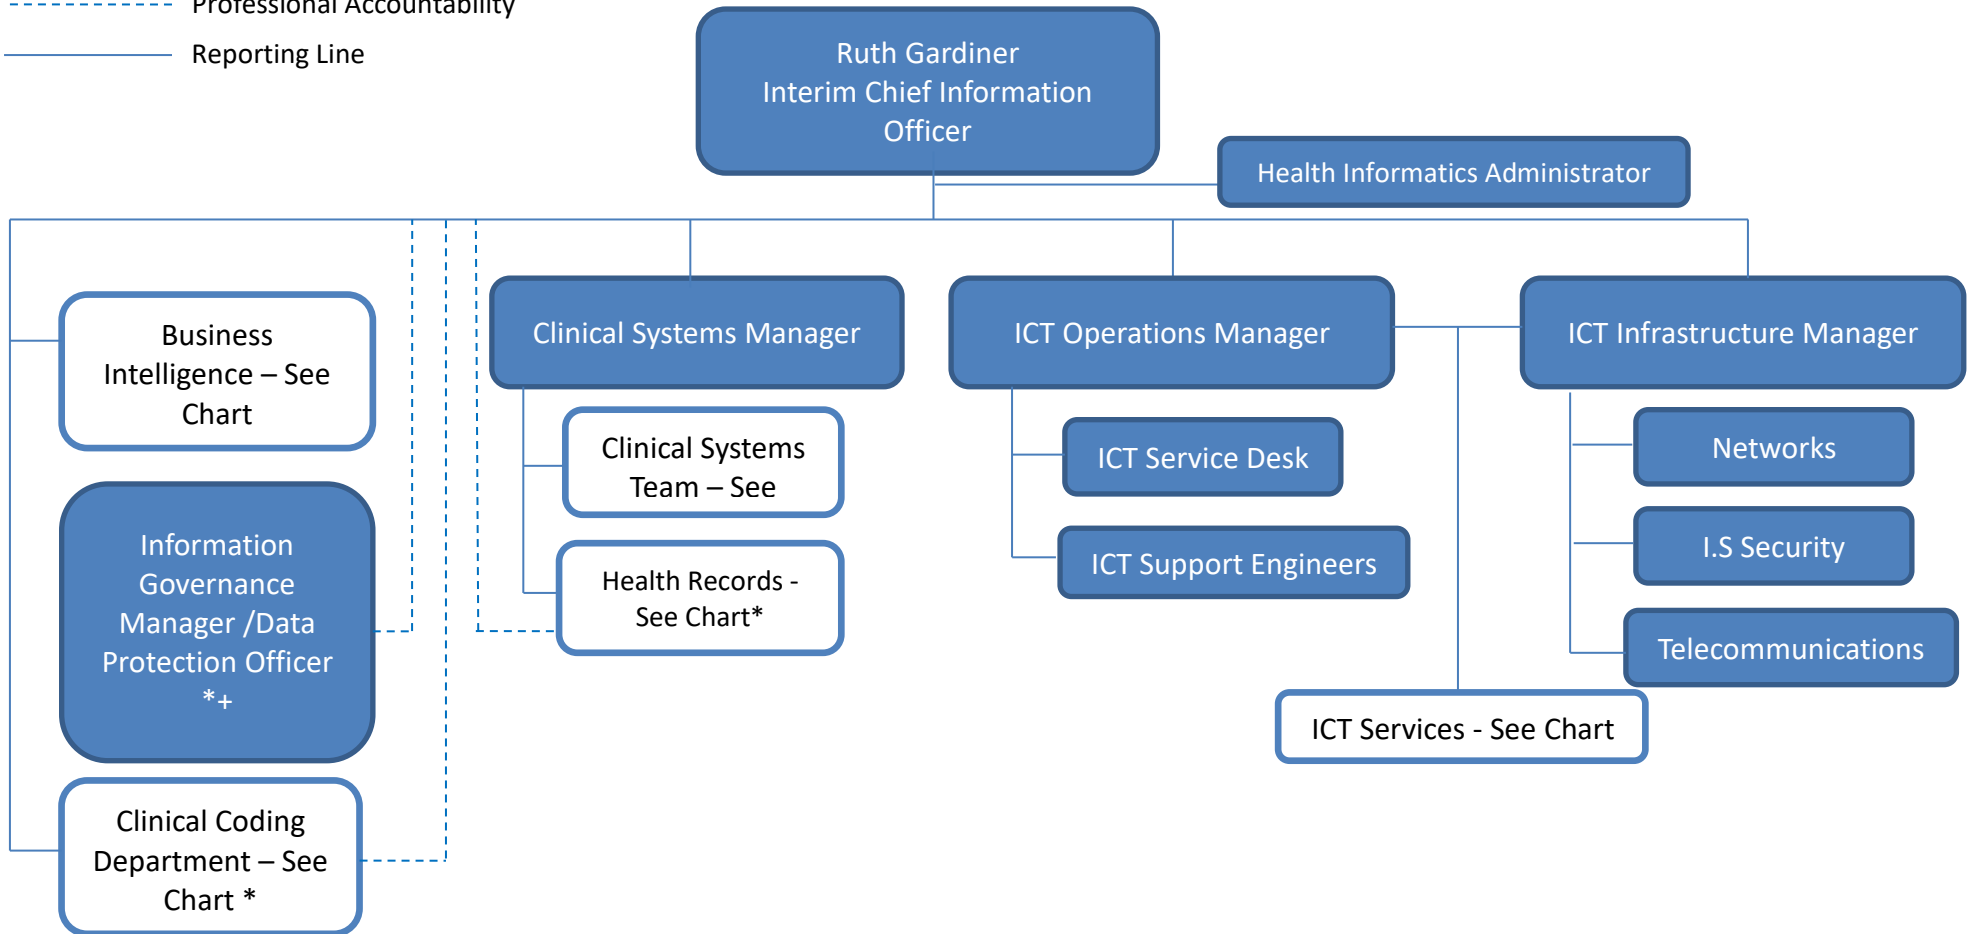 Professional Accountability
Reporting Line
Ruth Gardiner
Interim Chief Information
Officer
Health Informatics Administrator
Business
Intelligence – See
Chart
Clinical Systems Manager
ICT Operations Manager
ICT Infrastructure Manager
Clinical Systems
Team – See
Health Records -
See Chart*
ICT Service Desk
ICT Support Engineers
Networks
I.S Security
Telecommunications
Information
Governance
Manager /Data
Protection Officer
*+
ICT Services - See Chart
Clinical Coding
Department – See
Chart *